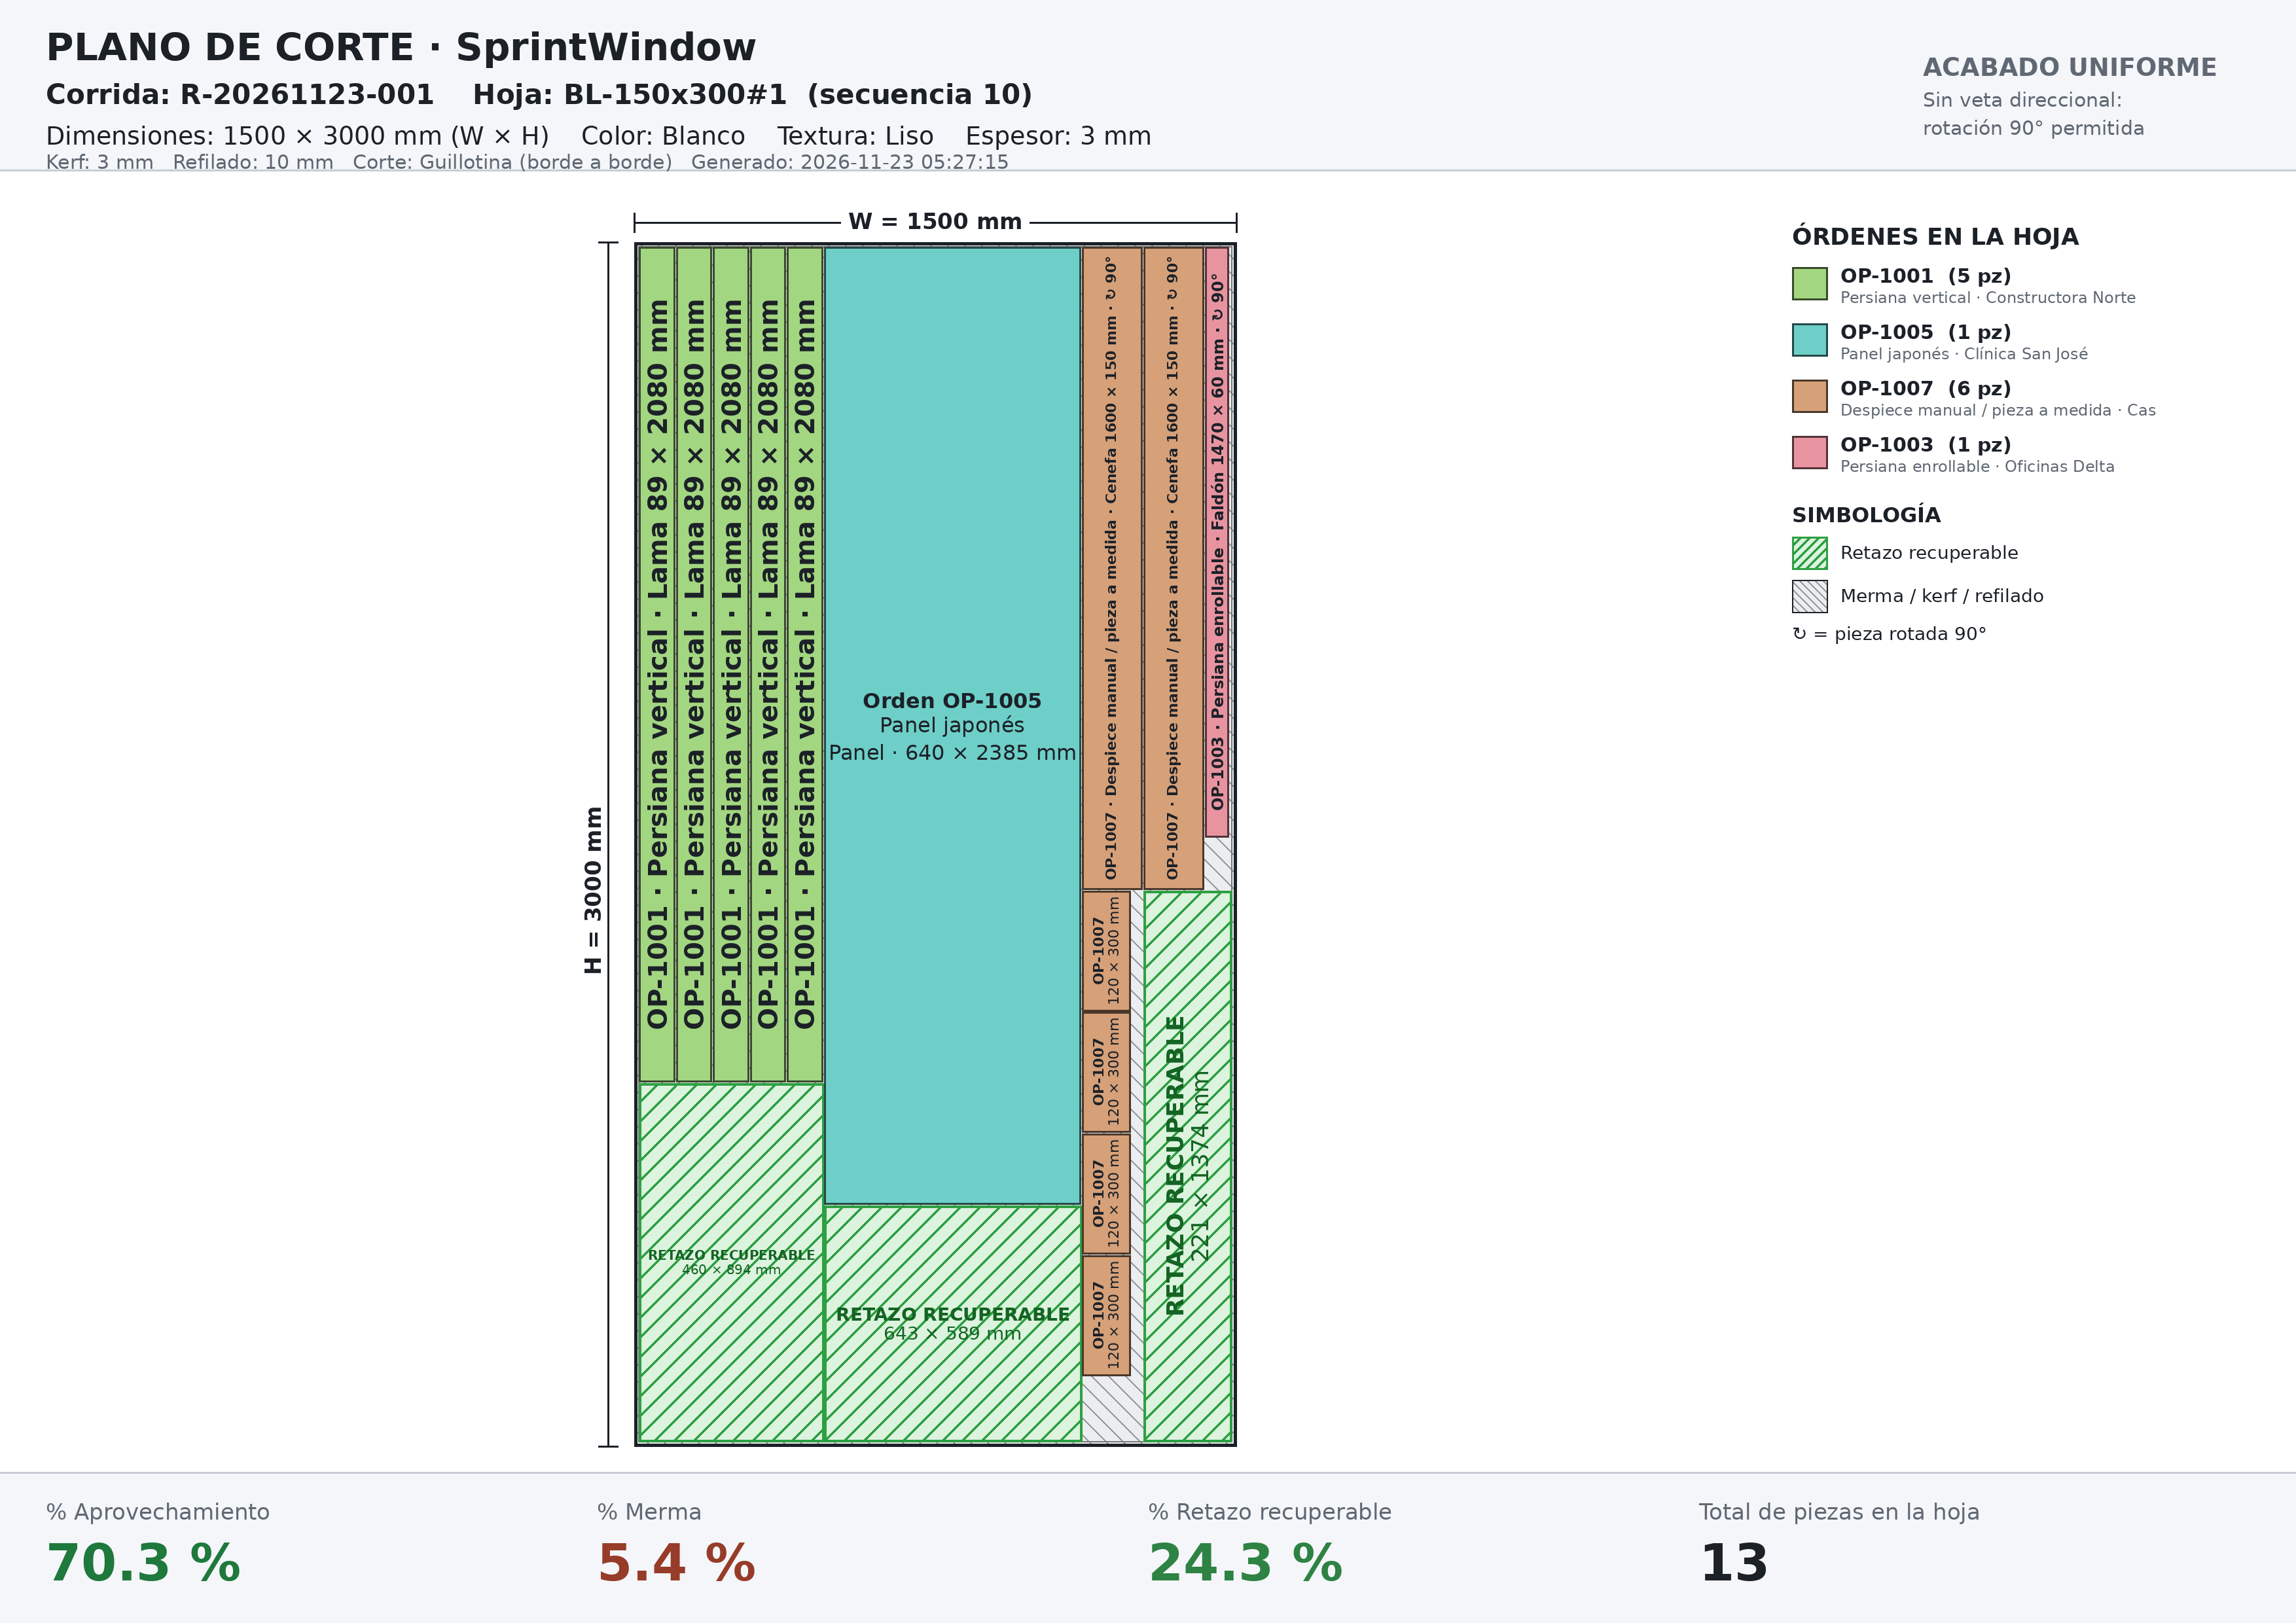 PLANO DE CORTE · SprintWindow
Corrida: R-20261123-001    Hoja: BL-150x300#1  (secuencia 10)
Dimensiones: 1500 × 3000 mm (W × H)    Color: Blanco    Textura: Liso    Espesor: 3 mm
Kerf: 3 mm   Refilado: 10 mm   Corte: Guillotina (borde a borde)   Generado: 2026-11-23 05:27:15
ACABADO UNIFORME
Sin veta direccional:
rotación 90° permitida
W = 1500 mm
H = 3000 mm
OP-1001 · Persiana vertical · Lama 89 × 2080 mm
OP-1001 · Persiana vertical · Lama 89 × 2080 mm
OP-1001 · Persiana vertical · Lama 89 × 2080 mm
OP-1001 · Persiana vertical · Lama 89 × 2080 mm
OP-1001 · Persiana vertical · Lama 89 × 2080 mm
Orden OP-1005
Panel japonés
Panel · 640 × 2385 mm
OP-1007 · Despiece manual / pieza a medida · Cenefa 1600 × 150 mm · ↻ 90°
OP-1007 · Despiece manual / pieza a medida · Cenefa 1600 × 150 mm · ↻ 90°
OP-1003 · Persiana enrollable · Faldón 1470 × 60 mm · ↻ 90°
OP-1007
120 × 300 mm
OP-1007
120 × 300 mm
OP-1007
120 × 300 mm
OP-1007
120 × 300 mm
RETAZO RECUPERABLE
460 × 894 mm
RETAZO RECUPERABLE
643 × 589 mm
RETAZO RECUPERABLE
221 × 1374 mm
ÓRDENES EN LA HOJA
OP-1001  (5 pz)
Persiana vertical · Constructora Norte
OP-1005  (1 pz)
Panel japonés · Clínica San José
OP-1007  (6 pz)
Despiece manual / pieza a medida · Cas
OP-1003  (1 pz)
Persiana enrollable · Oficinas Delta
SIMBOLOGÍA
Retazo recuperable
Merma / kerf / refilado
↻ = pieza rotada 90°
% Aprovechamiento
70.3 %
% Merma
5.4 %
% Retazo recuperable
24.3 %
Total de piezas en la hoja
13